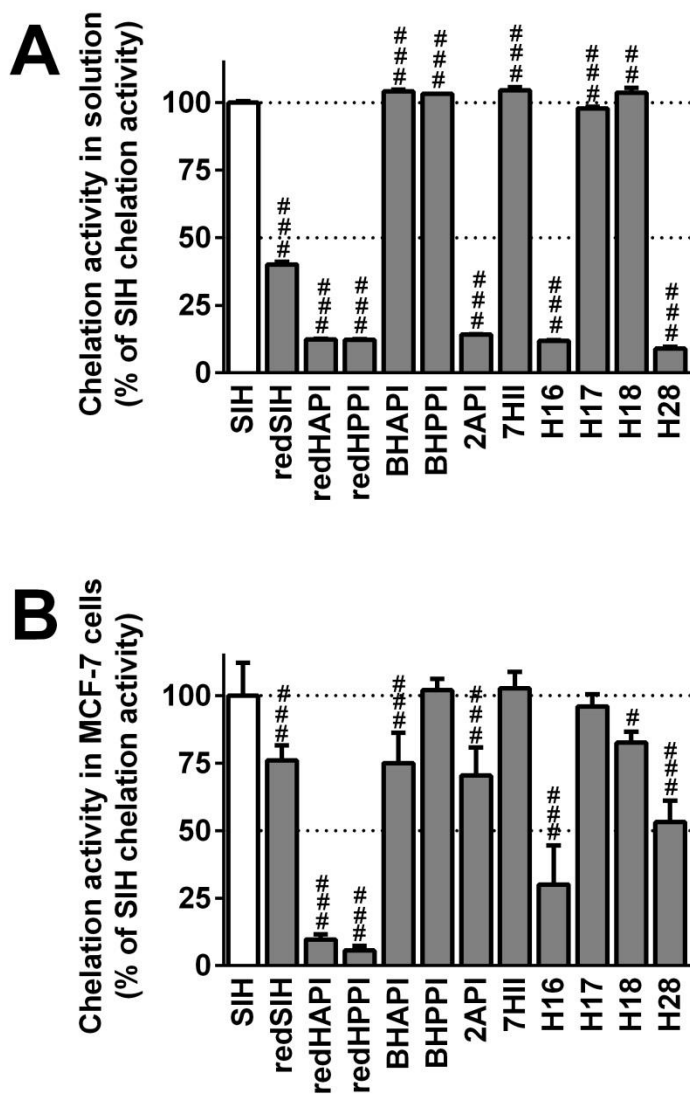 A
Chelation activity in solution
(% of SIH chelation activity)
100
75
50
25
0
###
###
###
###
###
###
###
###
###
##
###
SIH
redSIH
redHAPI
redHPPI
BHAPI
BHPPI
2API
7HII
H16
H17
H18
H28
B
Chelation activity in MCF-7 cells
(% of SIH chelation activity)
100
75
50
25
0
###
###
###
###
###
###
#
###
SIH
redSIH
redHAPI
redHPPI
BHAPI
BHPPI
2API
7HII
H16
H17
H18
H28